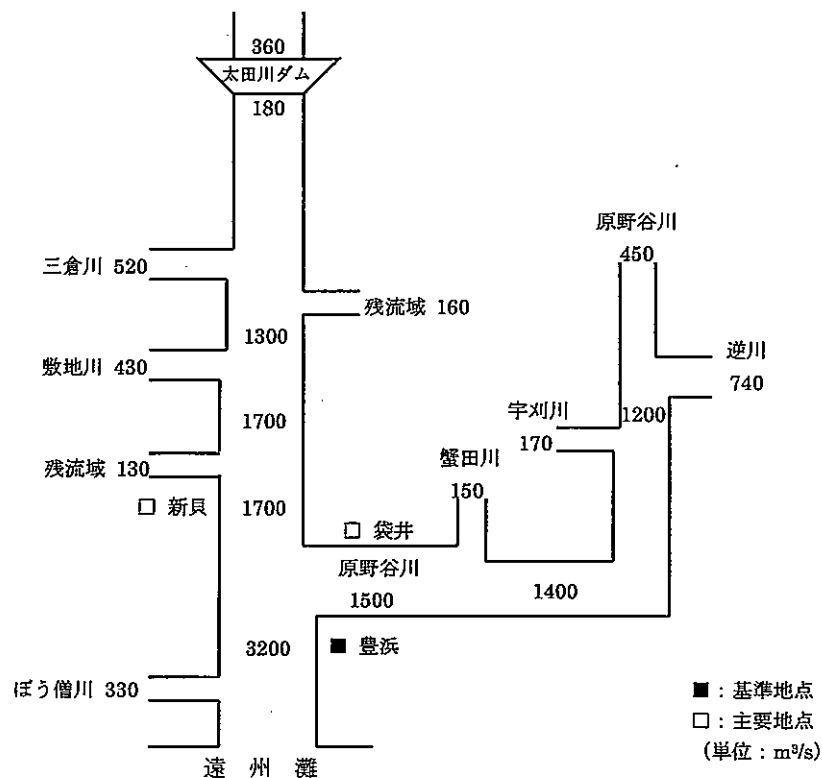 360
太田川ダム
180
原野谷川
450
三倉川 520
残流域 160
1300
逆川
740
敷地川 430
宇刈川
1200
170
1700
蟹田川
残流域 130
150
□ 新貝
1700
□ 袋井
原野谷川
1500
1400
3200
■ 豊浜
ぼう僧川 330
■：基準地点
□：主要地点
(単位：m³/s)
遠 州 灘